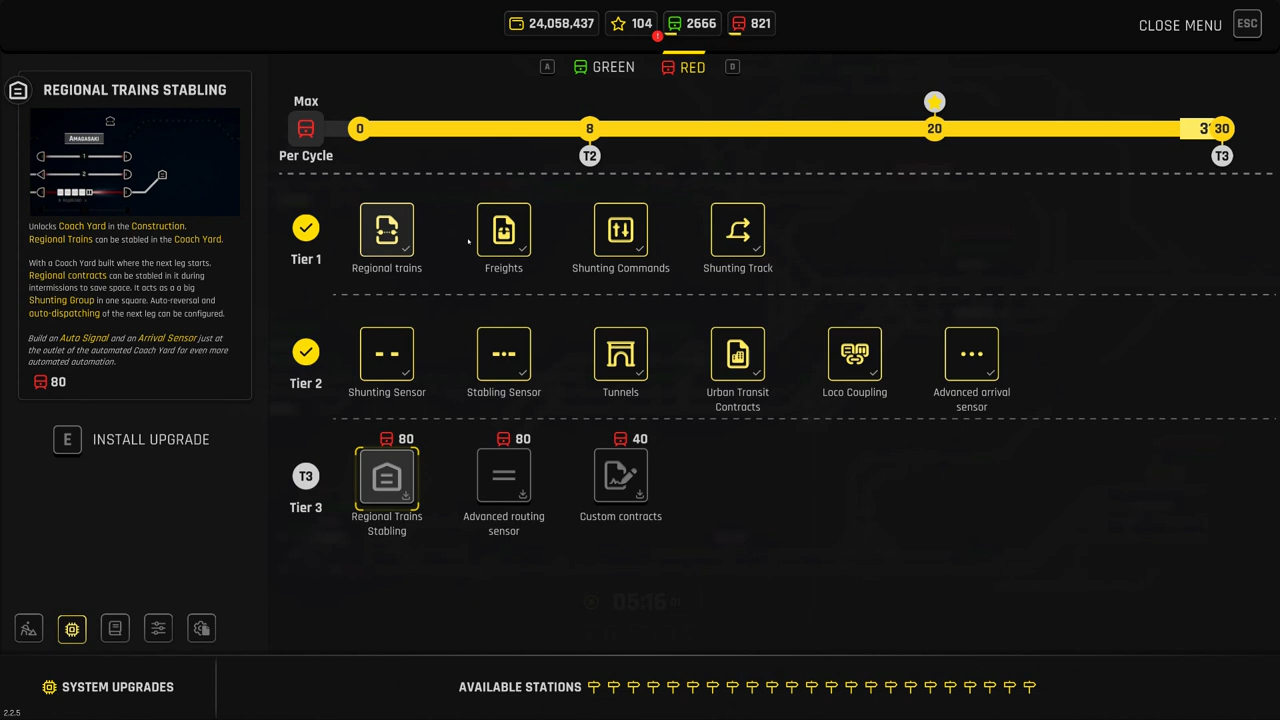 24,058,437
104
2666
821
!
CLOSE MENU ESC
A GREEN RED D
REGIONAL TRAINS STABLING
AMAGASAKI
1
2
Unlocks Coach Yard in the Construction.
Regional Trains can be stabled in the Coach Yard.
With a Coach Yard built where the next leg starts.
Regional contracts can be stabled in it during
intermissions to save space. It acts as a a big
Shunting Group in one square. Auto-reversal and
auto-dispatching of the next leg can be configured.
Build an Auto Signal and an Arrival Sensor just at
the outlet of the automated Coach Yard for even more
automated automation.
80
E INSTALL UPGRADE
Max
Per Cycle
0 8 20 30
T2 T3
Tier 1
Regional trains
Freights
Shunting Commands
Shunting Track
Tier 2
Shunting Sensor
Stabling Sensor
Tunnels
Urban Transit
Contracts
Loco Coupling
Advanced arrival
sensor
T3
Tier 3
80
Regional Trains
Stabling
80
Advanced routing
sensor
40
Custom contracts
SYSTEM UPGRADES
AVAILABLE STATIONS
2.2.5